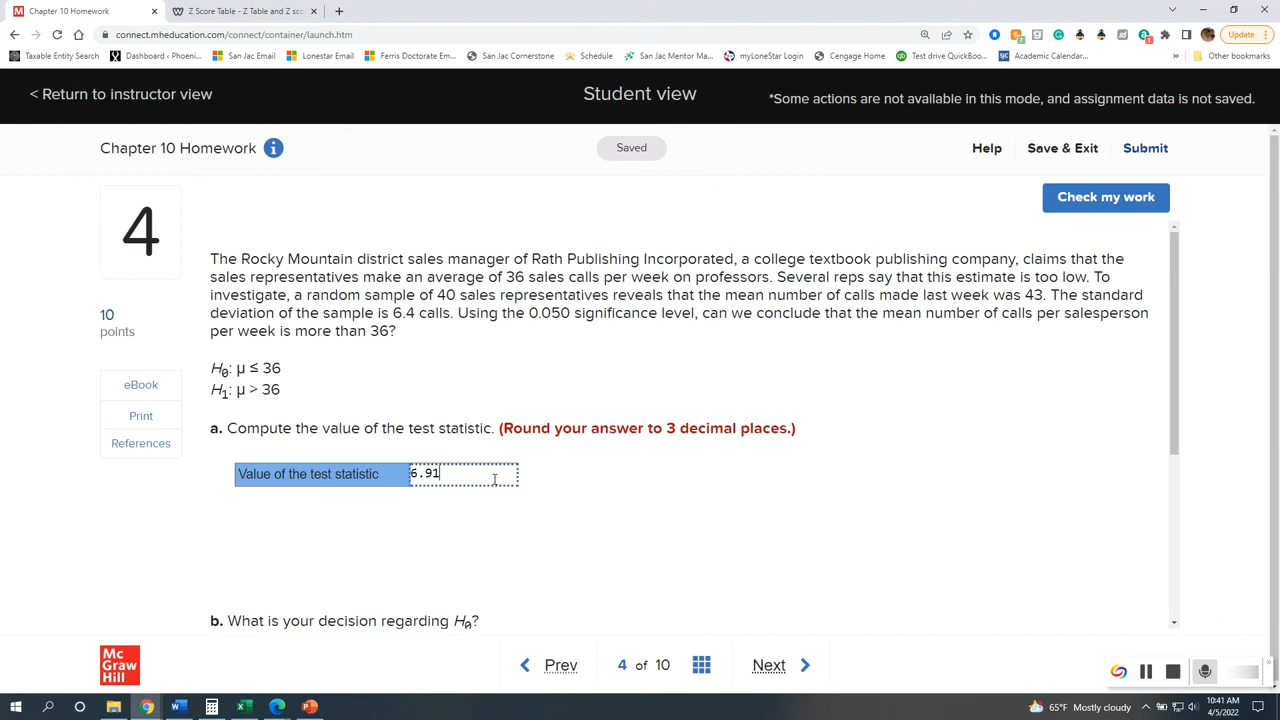 Chapter 10 Homework
Z Score Table - Z Table and Z sco
connect.mheducation.com/connect/container/launch.htm
Update
Taxable Entity Search
Dashboard ‹ Phoeni...
San Jac Email
Lonestar Email
Ferris Doctorate Em...
San Jac Cornerstone
Schedule
San Jac Mentor Ma...
myLoneStar Login
Cengage Home
Test drive QuickBoo...
Academic Calendar...
»
Other bookmarks
< Return to instructor view
Student view
*Some actions are not available in this mode, and assignment data is not saved.
Chapter 10 Homework
Saved
Help
Save & Exit
Submit
Check my work
4
10
points
eBook
Print
References
The Rocky Mountain district sales manager of Rath Publishing Incorporated, a college textbook publishing company, claims that the
sales representatives make an average of 36 sales calls per week on professors. Several reps say that this estimate is too low. To
investigate, a random sample of 40 sales representatives reveals that the mean number of calls made last week was 43. The standard
deviation of the sample is 6.4 calls. Using the 0.050 significance level, can we conclude that the mean number of calls per salesperson
per week is more than 36?
H0: μ ≤ 36
H1: μ > 36
a. Compute the value of the test statistic. (Round your answer to 3 decimal places.)
Value of the test statistic 6.91
b. What is your decision regarding H0?
Mc
Graw
Hill
Prev
4 of 10
Next
65°F Mostly cloudy
10:41 AM
4/5/2022